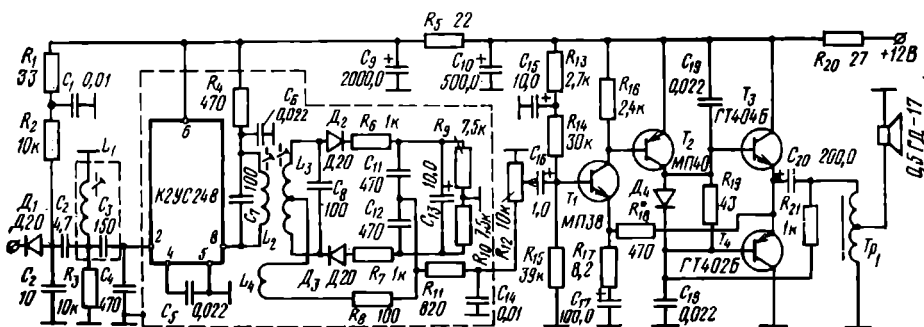 R1
33
C1 0,01
R2
10к
L1
Д1
Д20
C2
4,7
C3
150
C2
10
R3
10к
C4
470
К2УС248
6
2
4
5
8
C5
0,022
R4
470
C6
0,022
C7
100
L2
L3
L4
Д2
Д20
C8
100
Д3 Д20
R6 1к
C11
470
C12
470
R7 1к
R8 100
R9
7,5к
10,0
C13
R10
7,5к
R11
820
C14
0,01
R12 10к
C9
2000,0
R5 22
C10
500,0
C15
10,0
R13
2,7к
R14
30к
C16
1,0
R15
39к
T1
МП38
R16
2,4к
R17
8,2
C17
100,0
T2
МП40
Д4
R18*
470
C18
0,022
C19
0,022
R19
43
T3
ГТ404Б
T4
ГТ402Б
C20
200,0
R21
1к
R20 27
+12В
Тр1
0,5ГД-17